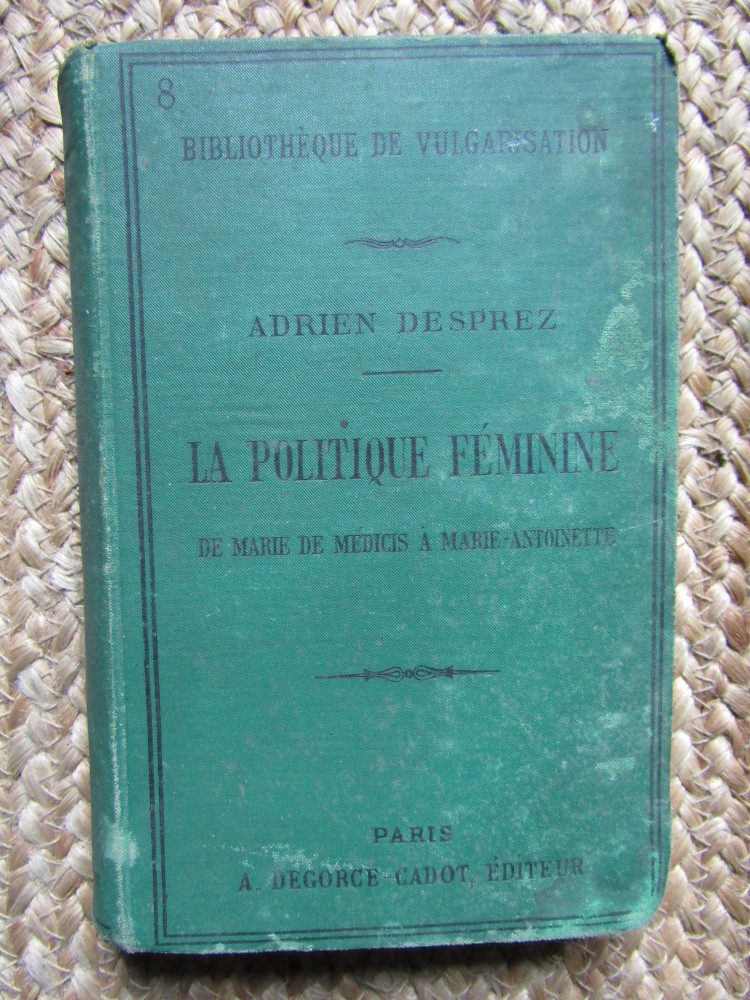 8
BIBLIOTHÈQUE DE VULGARISATION
ADRIEN DESPREZ
LA POLITIQUE FÉMININE
DE MARIE DE MÉDICIS À MARIE-ANTOINETTE
PARIS
A. DEGORCE-CADOT, ÉDITEUR